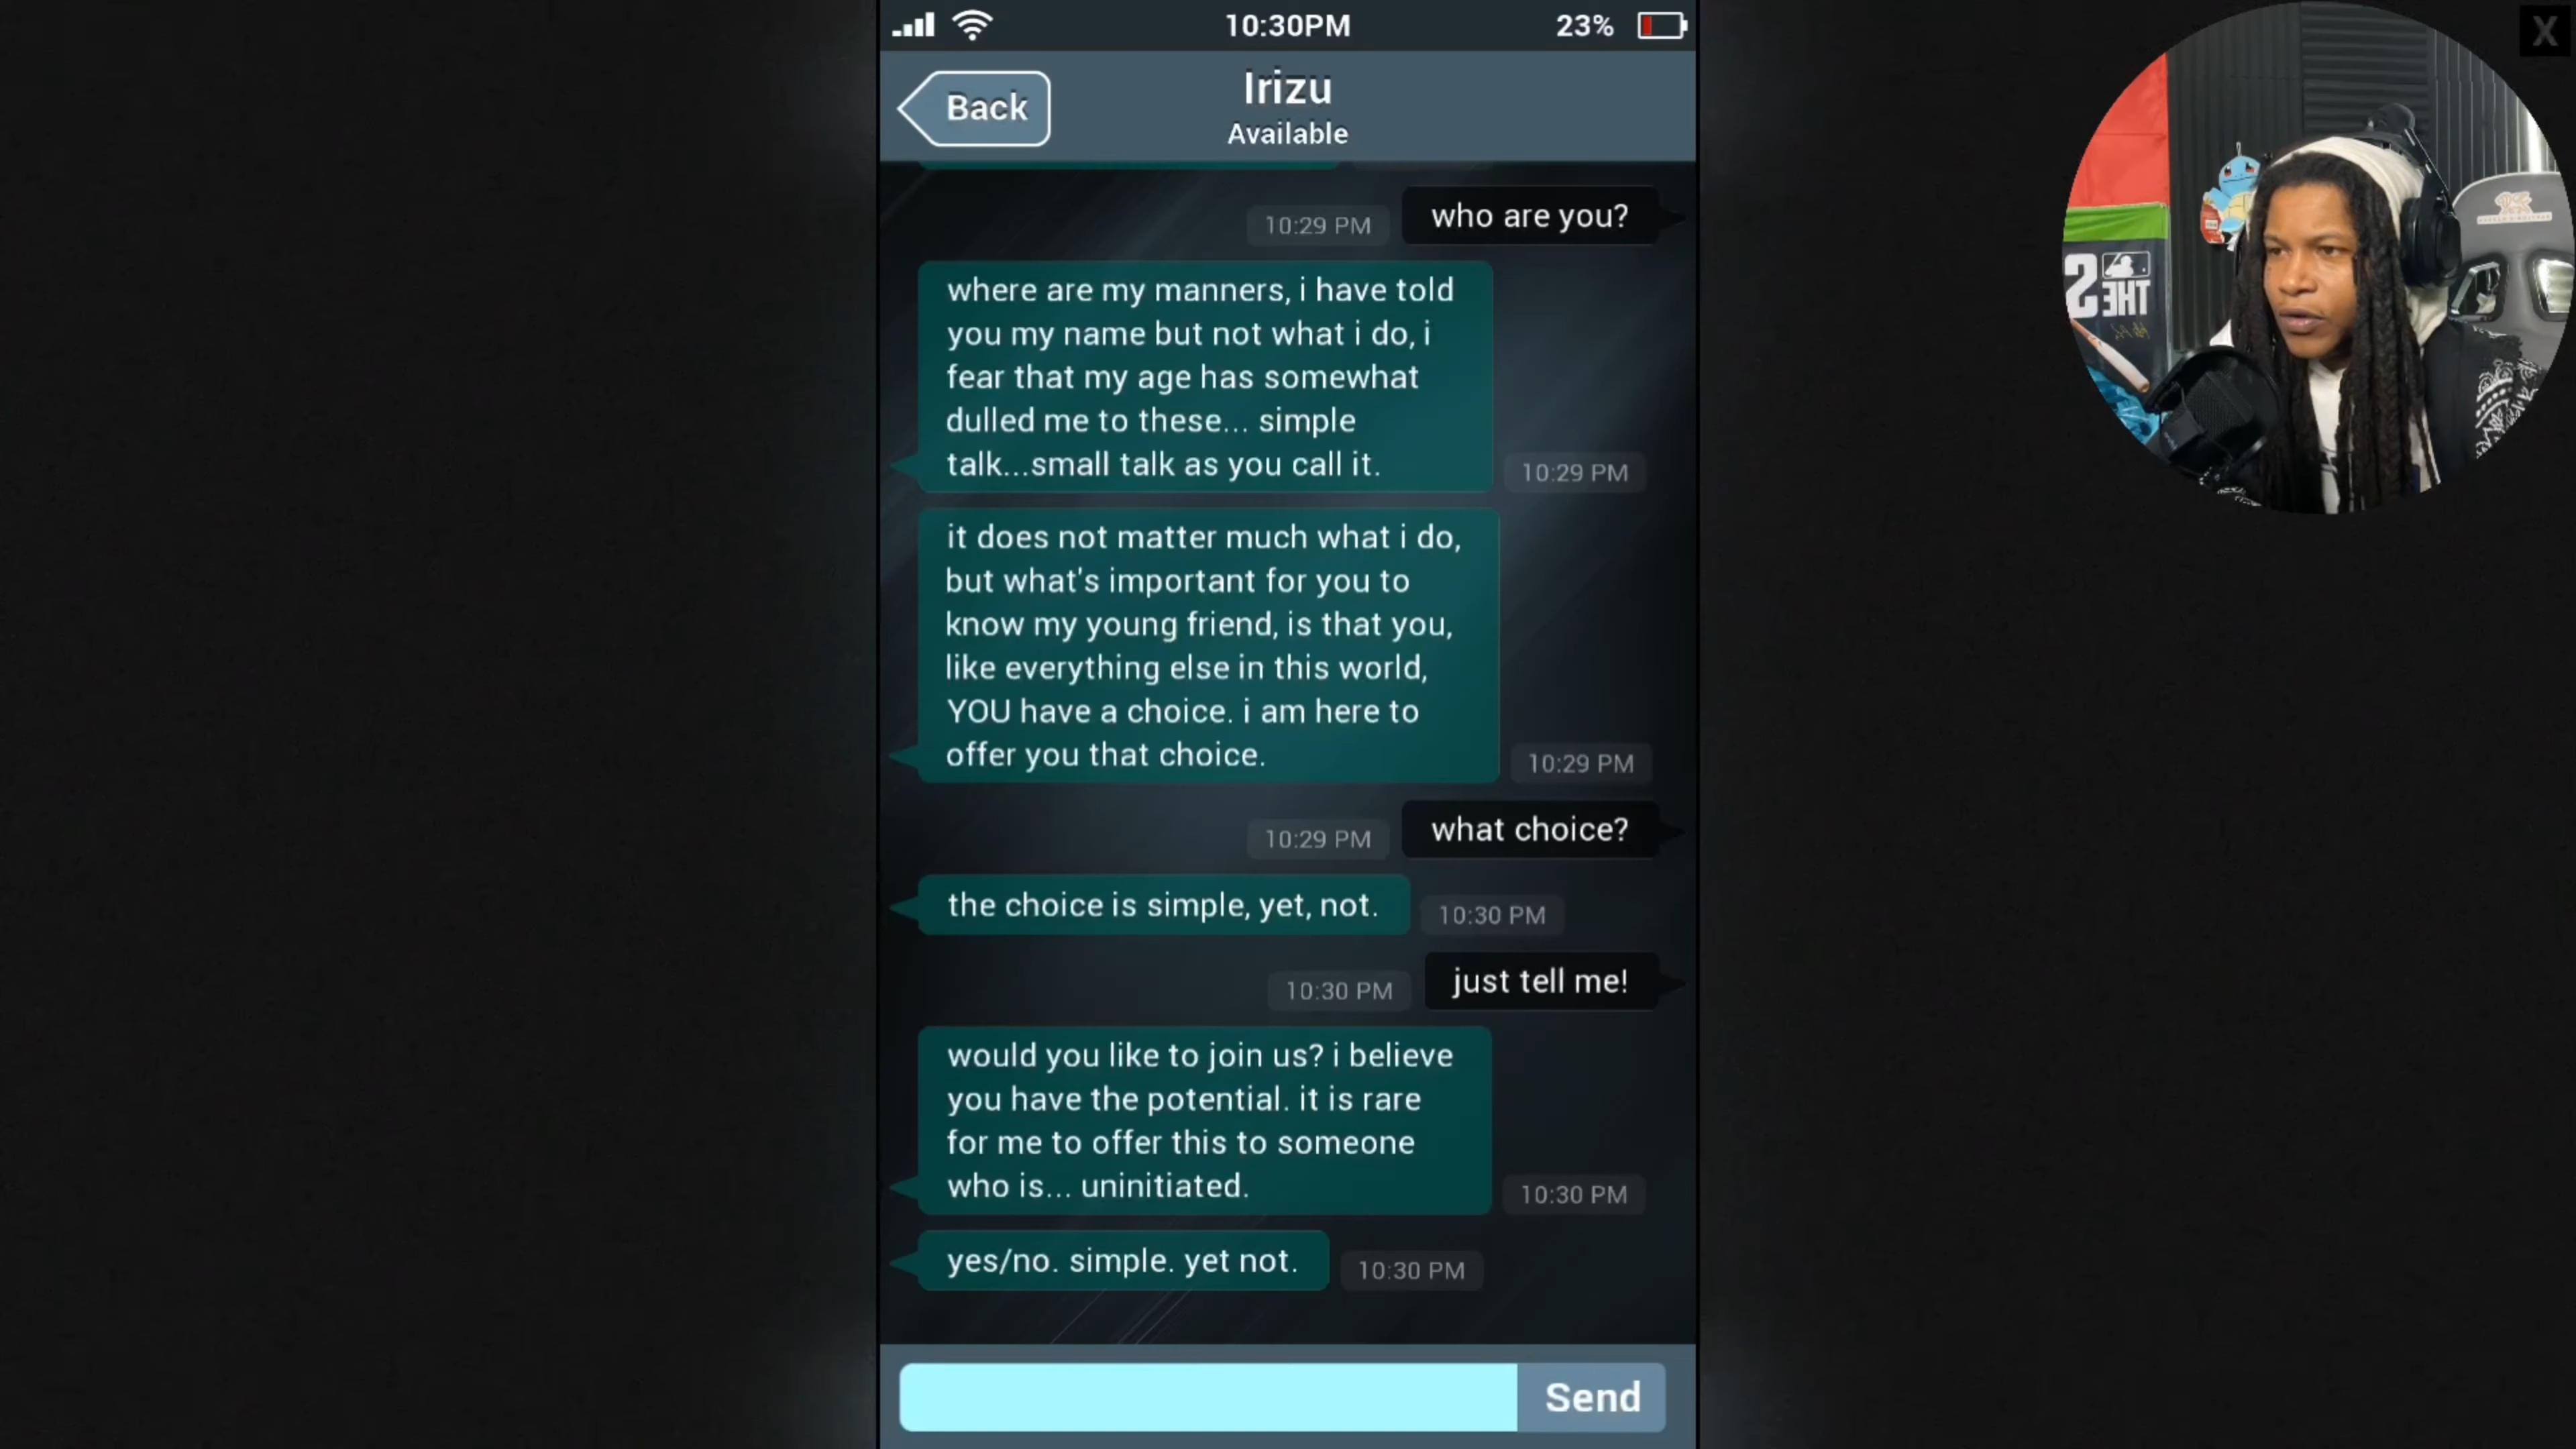 10:30PM
23%
X
Back
Irizu
Available
who are you?
10:29 PM
where are my manners, i have told
you my name but not what i do, i
fear that my age has somewhat
dulled me to these... simple
talk...small talk as you call it.
10:29 PM
it does not matter much what i do,
but what's important for you to
know my young friend, is that you,
like everything else in this world,
YOU have a choice. i am here to
offer you that choice.
10:29 PM
what choice?
10:29 PM
the choice is simple, yet, not.
10:30 PM
just tell me!
10:30 PM
would you like to join us? i believe
you have the potential. it is rare
for me to offer this to someone
who is... uninitiated.
10:30 PM
yes/no. simple. yet not.
10:30 PM
Send
THE
S